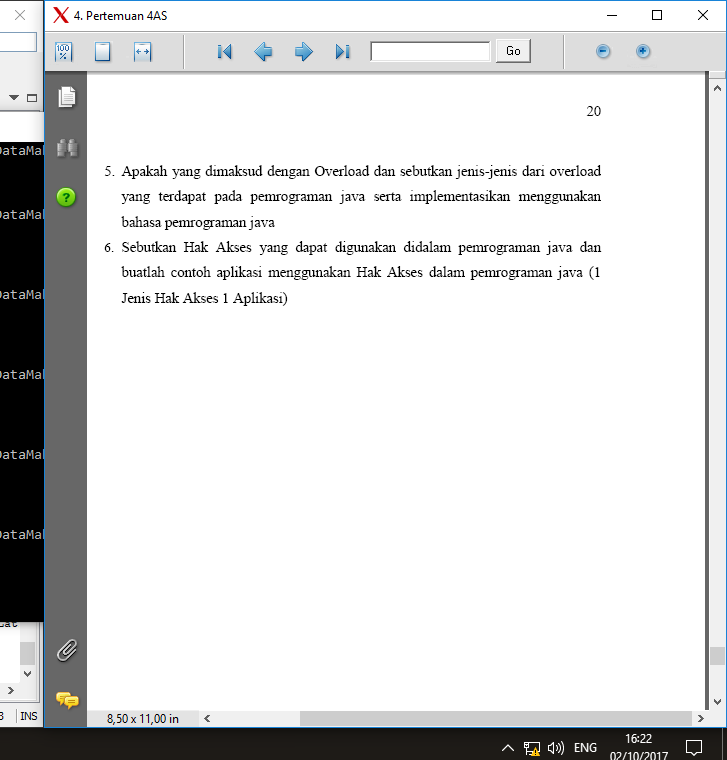 4. Pertemuan 4AS
100
%
Go
20
5. Apakah yang dimaksud dengan Overload dan sebutkan jenis-jenis dari overload
yang terdapat pada pemrograman java serta implementasikan menggunakan
bahasa pemrograman java
6. Sebutkan Hak Akses yang dapat digunakan didalam pemrograman java dan
buatlah contoh aplikasi menggunakan Hak Akses dalam pemrograman java (1
Jenis Hak Akses 1 Aplikasi)
DataMa
DataMa
DataMa
DataMa
DataMa
DataMa
INS
8,50 x 11,00 in
ENG
16:22
02/10/2017